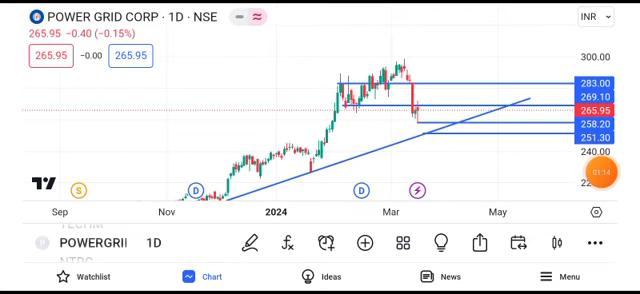 POWER GRID CORP · 1D · NSE
INR
265.95 −0.40 (−0.15%)
265.95 −0.00 265.95
300.00
283.00
269.10
265.95
258.20
251.30
240.00
01:14
S D D
Sep Nov 2024 Mar May
POWERGRII 1D
Watchlist Chart Ideas News Menu